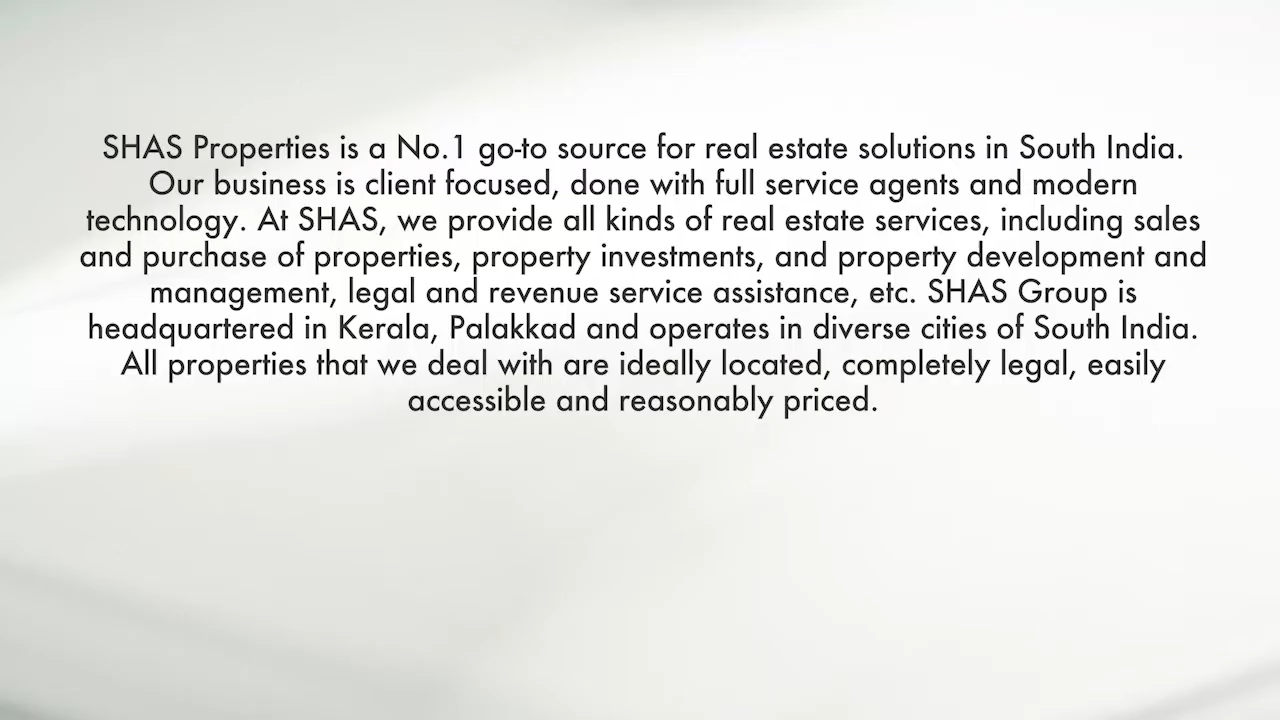 SHAS Properties is a No.1 go-to source for real estate solutions in South India.
Our business is client focused, done with full service agents and modern
technology. At SHAS, we provide all kinds of real estate services, including sales
and purchase of properties, property investments, and property development and
management, legal and revenue service assistance, etc. SHAS Group is
headquartered in Kerala, Palakkad and operates in diverse cities of South India.
All properties that we deal with are ideally located, completely legal, easily
accessible and reasonably priced.